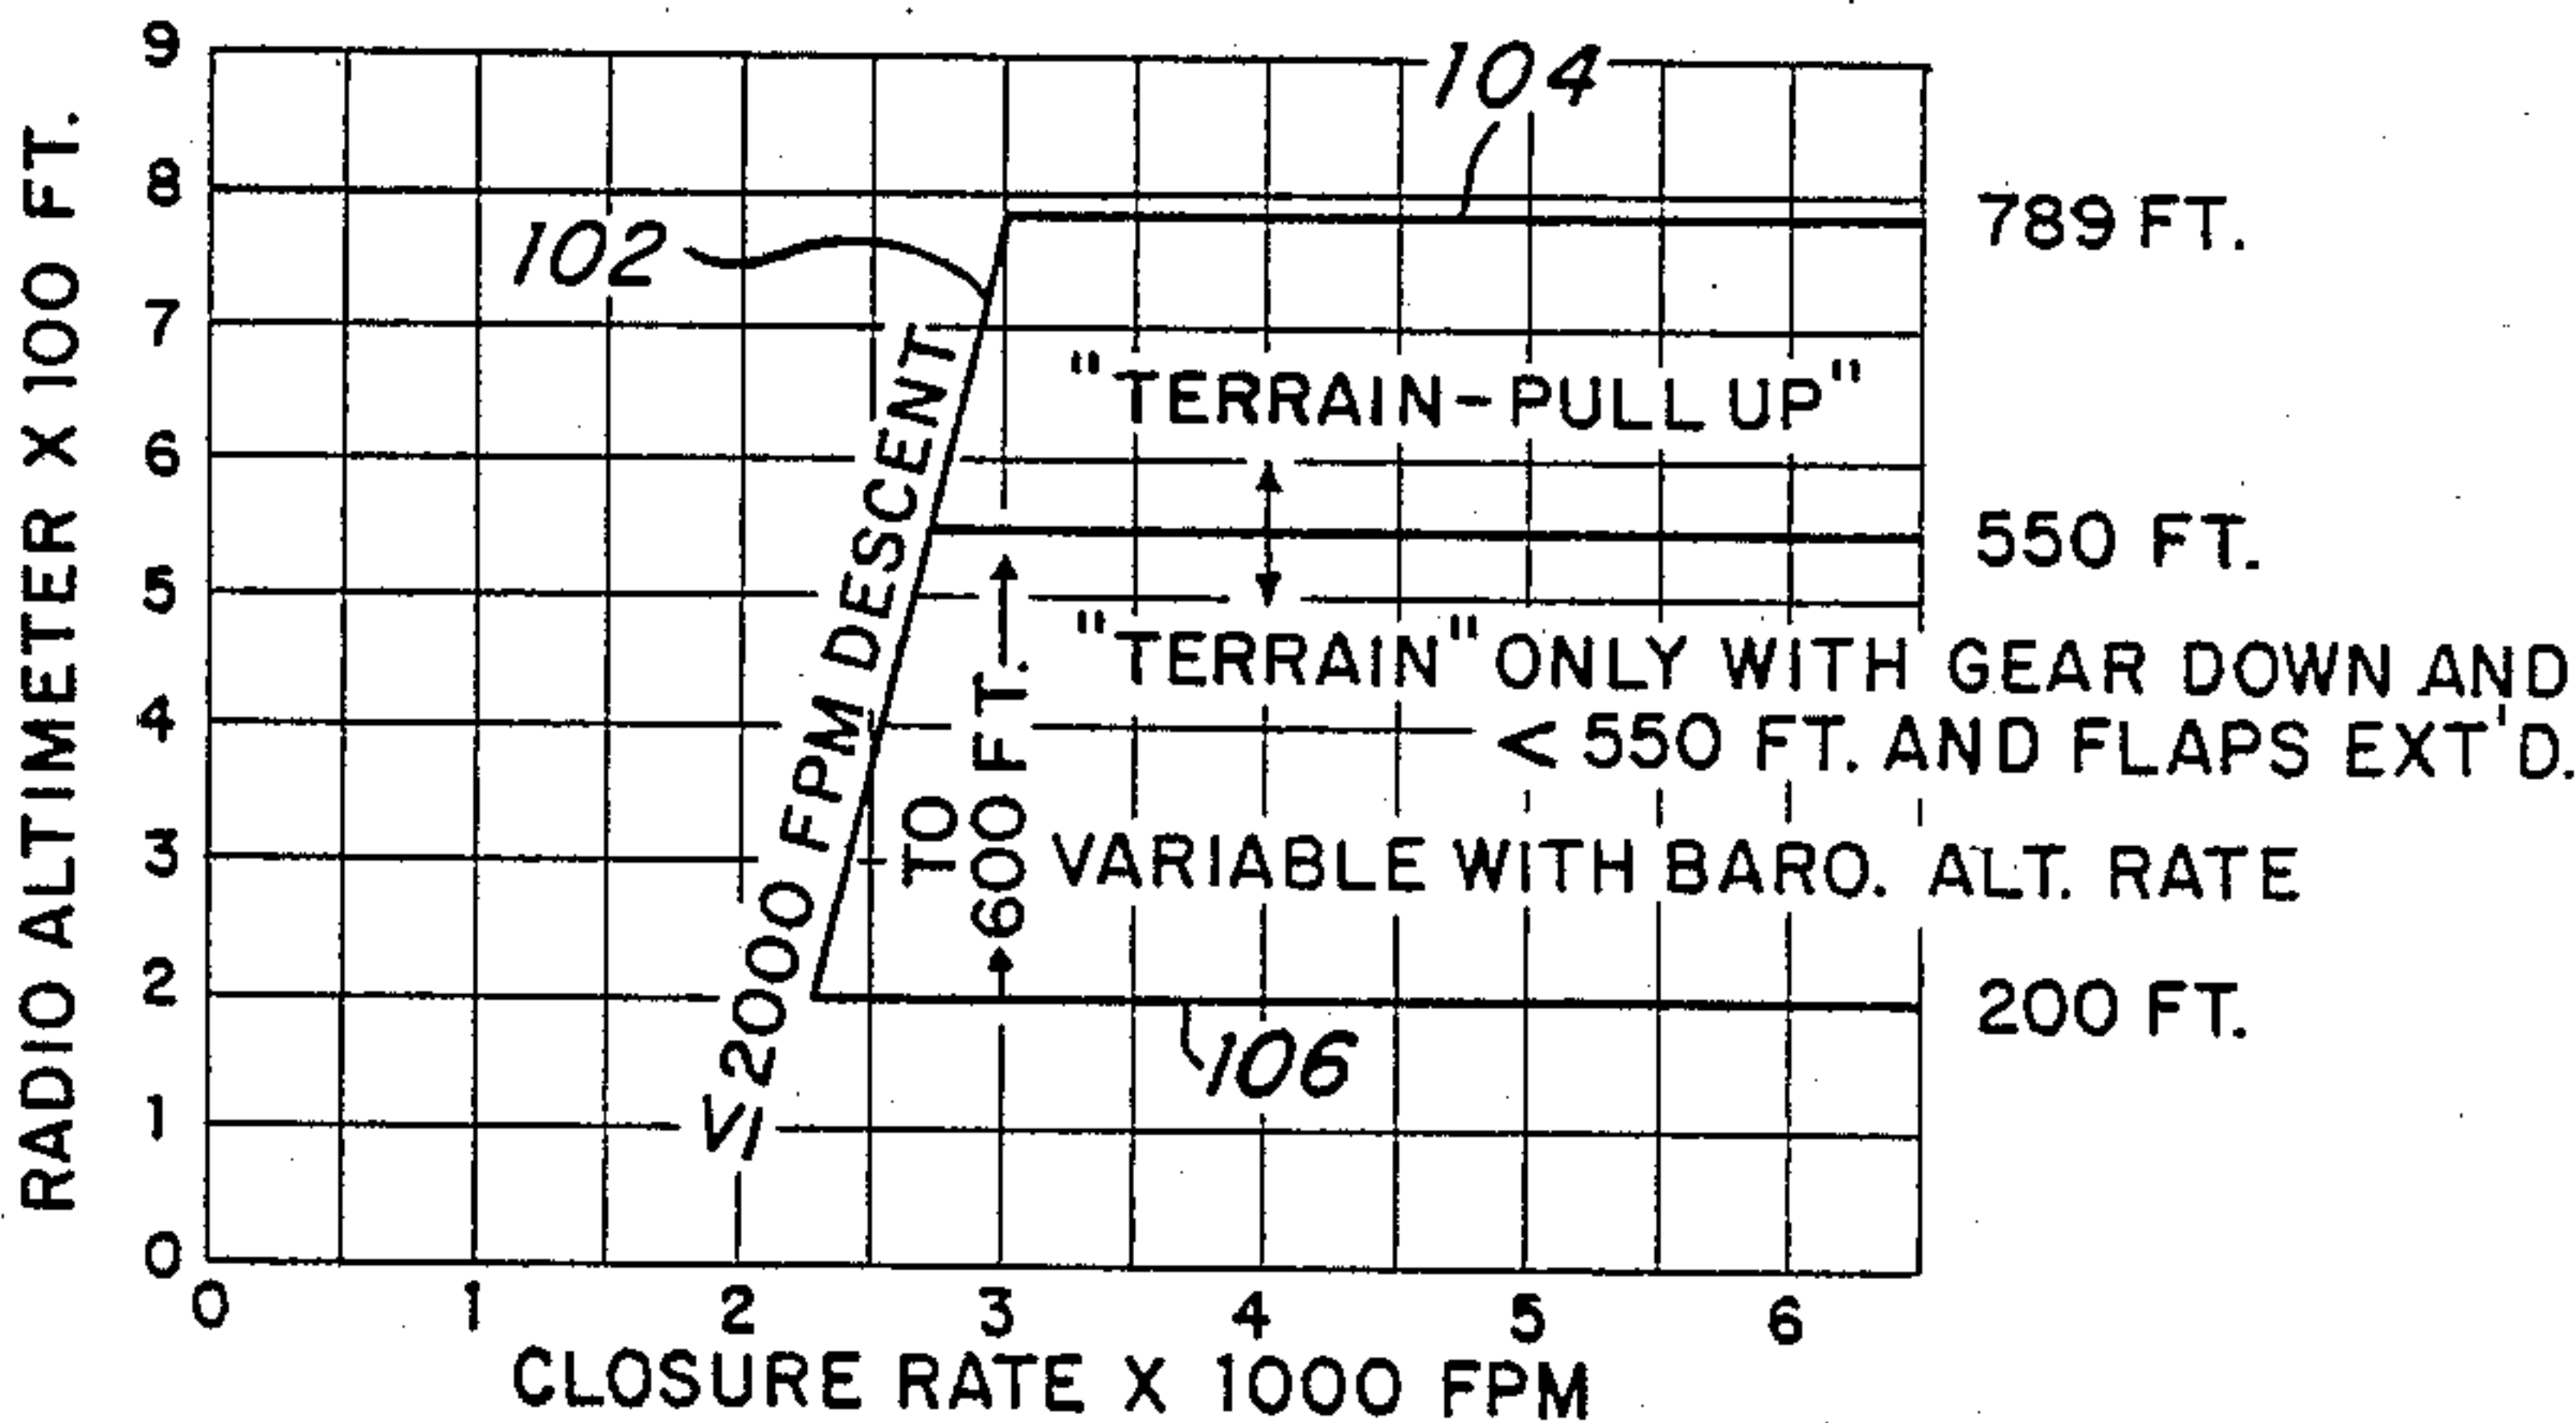 RADIO ALTIMETER X 100 FT.
9
8
7
6
5
4
3
2
1
0
0 1 2 3 4 5 6
CLOSURE RATE X 1000 FPM
104
102
789 FT.
"TERRAIN-PULL UP"
≤2000 FPM DESCENT
550 FT.
"TERRAIN" ONLY WITH GEAR DOWN AND
< 550 FT. AND FLAPS EXT'D.
TO
600 FT.
VARIABLE WITH BARO. ALT. RATE
200 FT.
106